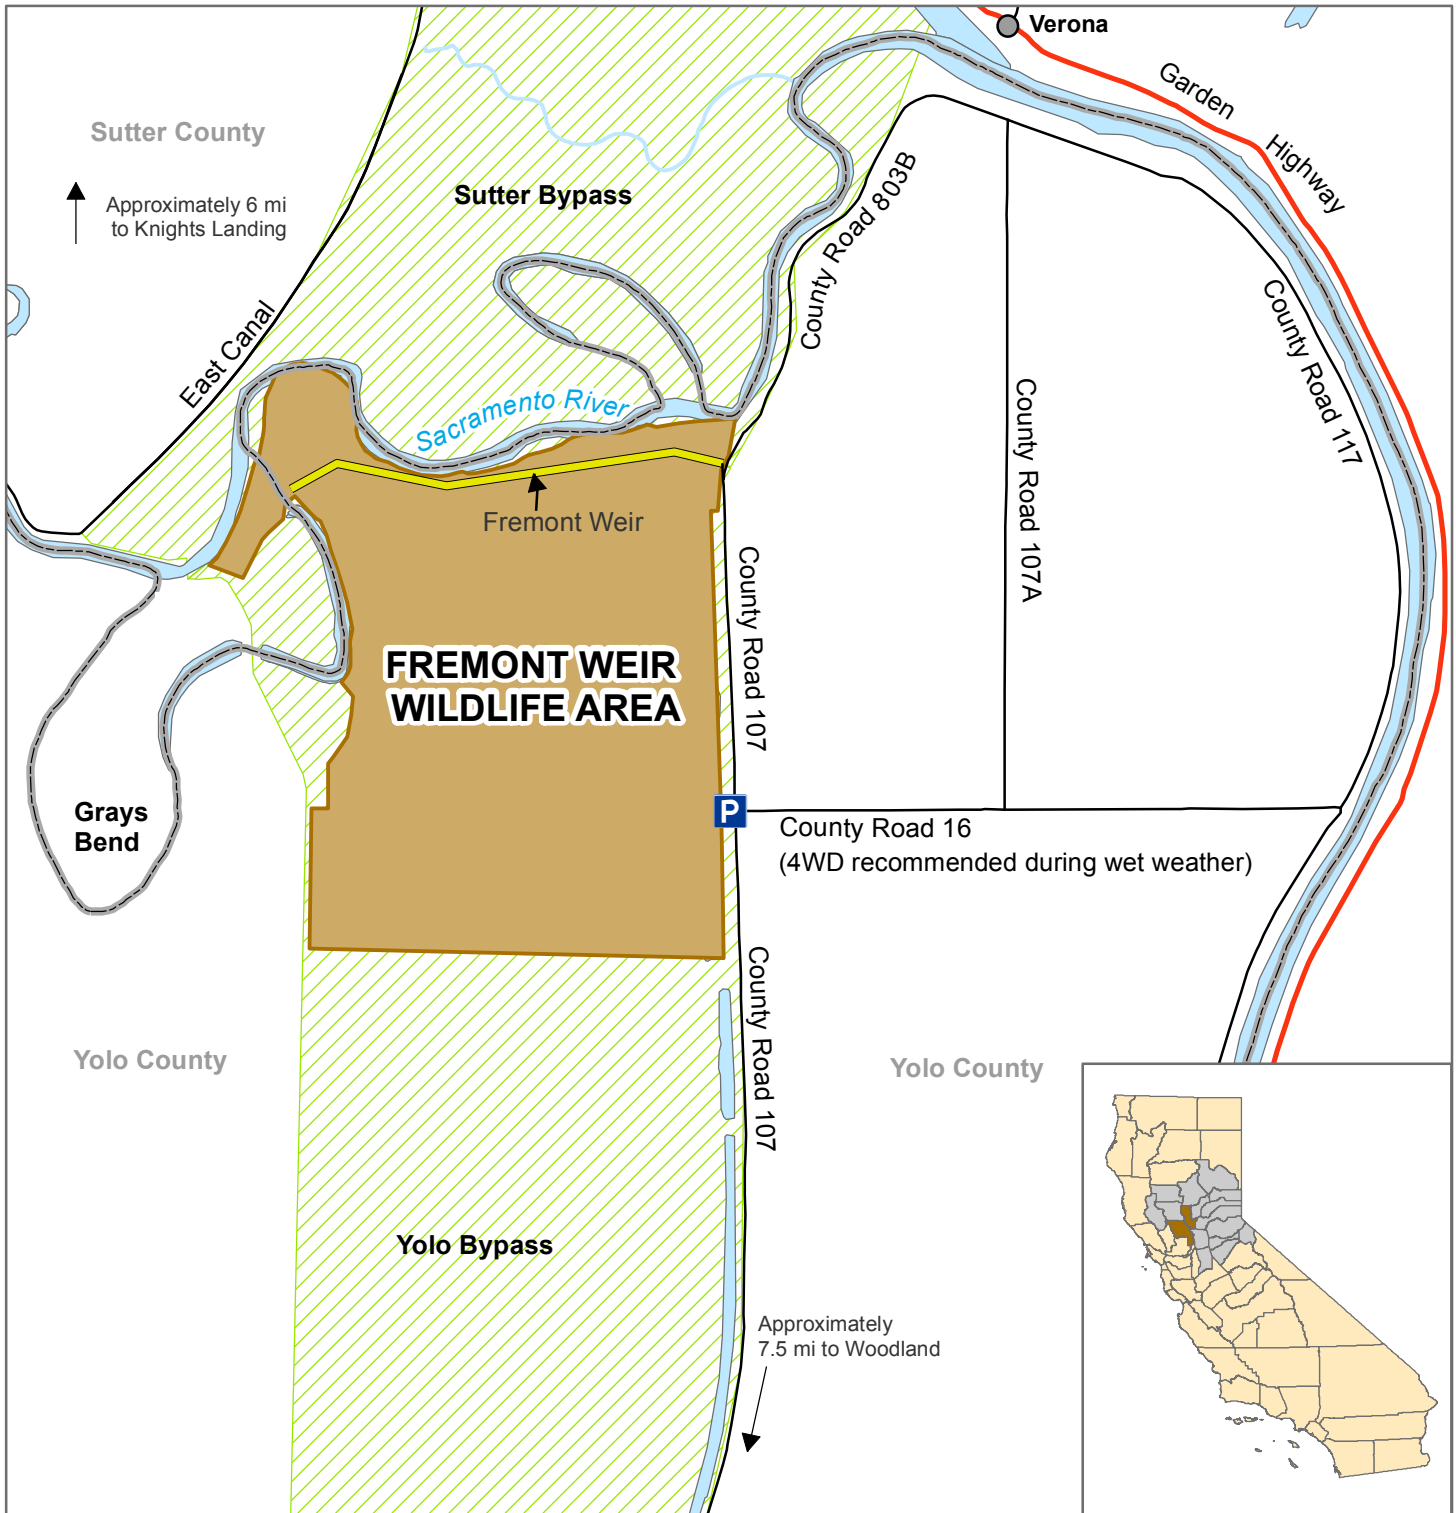 Verona
Garden
Highway
Sutter County
Approximately 6 mi
to Knights Landing
Sutter Bypass
County Road 803B
East Canal
County Road 117
Sacramento River
County Road 107A
Fremont Weir
County Road 107
FREMONT WEIR
WILDLIFE AREA
Grays
Bend
P
County Road 16
(4WD recommended during wet weather)
County Road 107
Yolo County
Yolo County
Yolo Bypass
Approximately
7.5 mi to Woodland